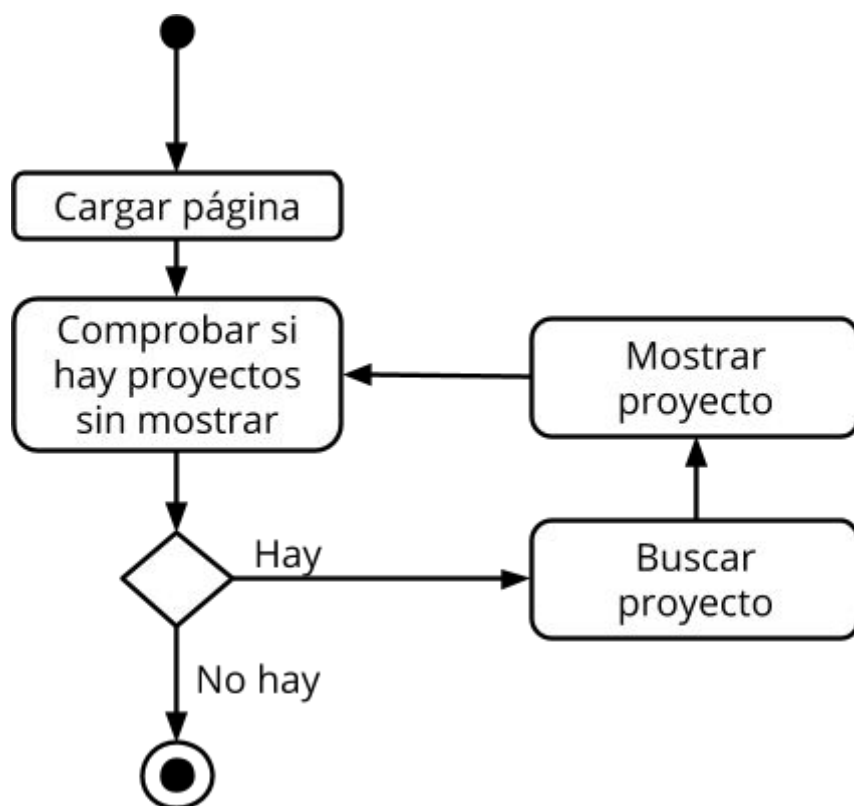 Cargar página
Comprobar si
hay proyectos
sin mostrar
Mostrar
proyecto
Hay
Buscar
proyecto
No hay